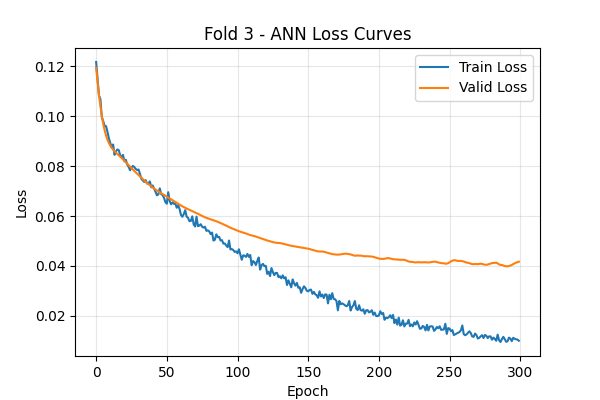 Fold 3 - ANN Loss Curves
Train Loss
Valid Loss
Loss
0.12
0.10
0.08
0.06
0.04
0.02
0 50 100 150 200 250 300
Epoch